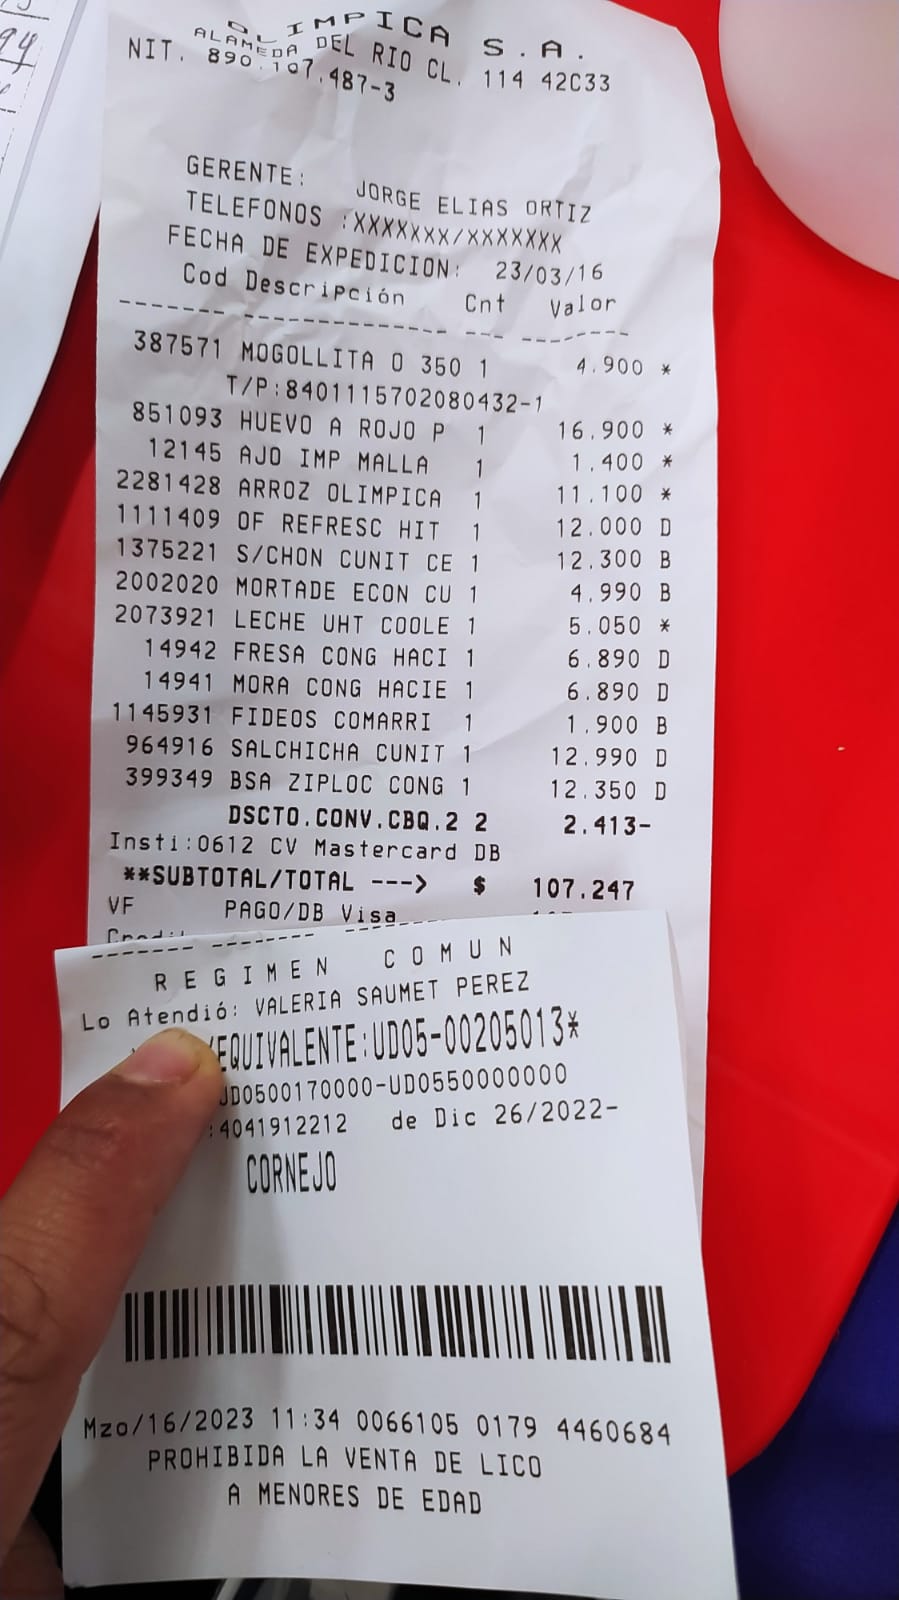 OLIMPICA S.A.
ALAMEDA DEL RIO CL. 114 42C33
NIT. 890.107.487-3
GERENTE: JORGE ELIAS ORTIZ
TELEFONOS :XXXXXXX/XXXXXXX
FECHA DE EXPEDICION: 23/03/16
Cod Descripción Cnt Valor
387571 MOGOLLITA O 350 1 4.900 *
T/P:84011115702080432-1
851093 HUEVO A ROJO P 1 16.900 *
12145 AJO IMP MALLA 1 1.400 *
2281428 ARROZ OLIMPICA 1 11.100 *
1111409 OF REFRESC HIT 1 12.000 D
1375221 S/CHON CUNIT CE 1 12.300 B
2002020 MORTADE ECON CU 1 4.990 B
2073921 LECHE UHT COOLE 1 5.050 *
14942 FRESA CONG HACI 1 6.890 D
14941 MORA CONG HACIE 1 6.890 D
1145931 FIDEOS COMARRI 1 1.900 B
964916 SALCHICHA CUNIT 1 12.990 D
399349 BSA ZIPLOC CONG 1 12.350 D
DSCTO.CONV.CBQ.2 2 2.413-
Insti:0612 CV Mastercard DB
**SUBTOTAL/TOTAL ---> $ 107.247
VF PAGO/DB Visa
REGIMEN COMUN
Lo Atendió: VALERIA SAUMET PEREZ
/EQUIVALENTE:UD05-00205013*
UD0500170000-UD0550000000
:4041912212 de Dic 26/2022-
CORNEJO
Mzo/16/2023 11:34 0066105 0179 4460684
PROHIBIDA LA VENTA DE LICO
A MENORES DE EDAD